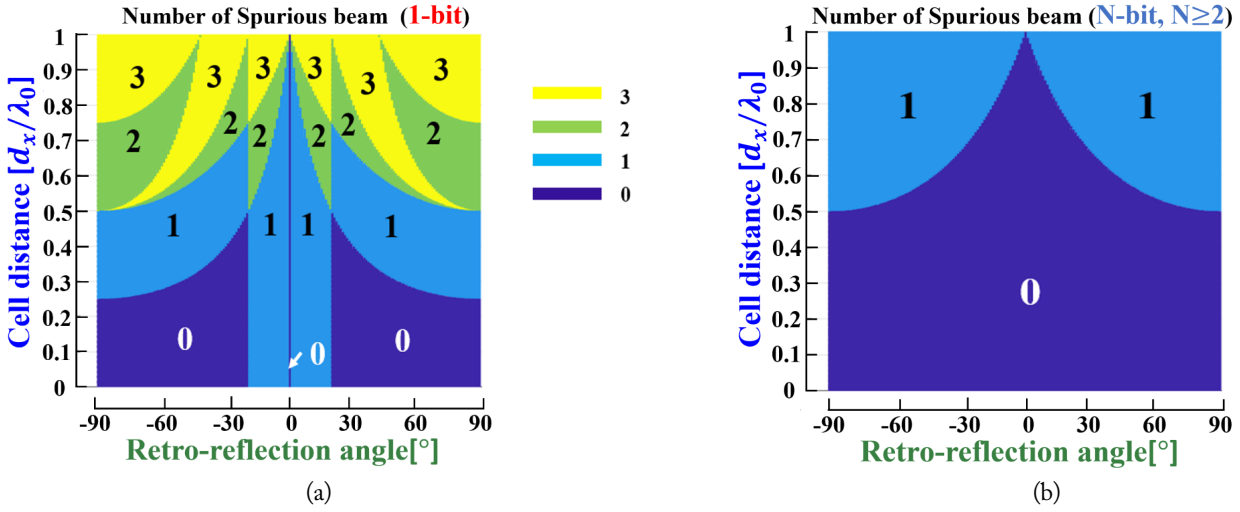 Number of Spurious beam (1-bit)
Cell distance [d_x/λ_0]
1
0.9
0.8
0.7
0.6
0.5
0.4
0.3
0.2
0.1
0
3 3 3 3 3 3
2 2 2 2 2 2
1 1 1 1
0 0 0
-90 -60 -30 0 30 60 90
Retro-reflection angle[°]
(a)
3
2
1
0
Number of Spurious beam (N-bit, N≥2)
Cell distance [d_x/λ_0]
1
0.9
0.8
0.7
0.6
0.5
0.4
0.3
0.2
0.1
0
1 1
0
-90 -60 -30 0 30 60 90
Retro-reflection angle[°]
(b)